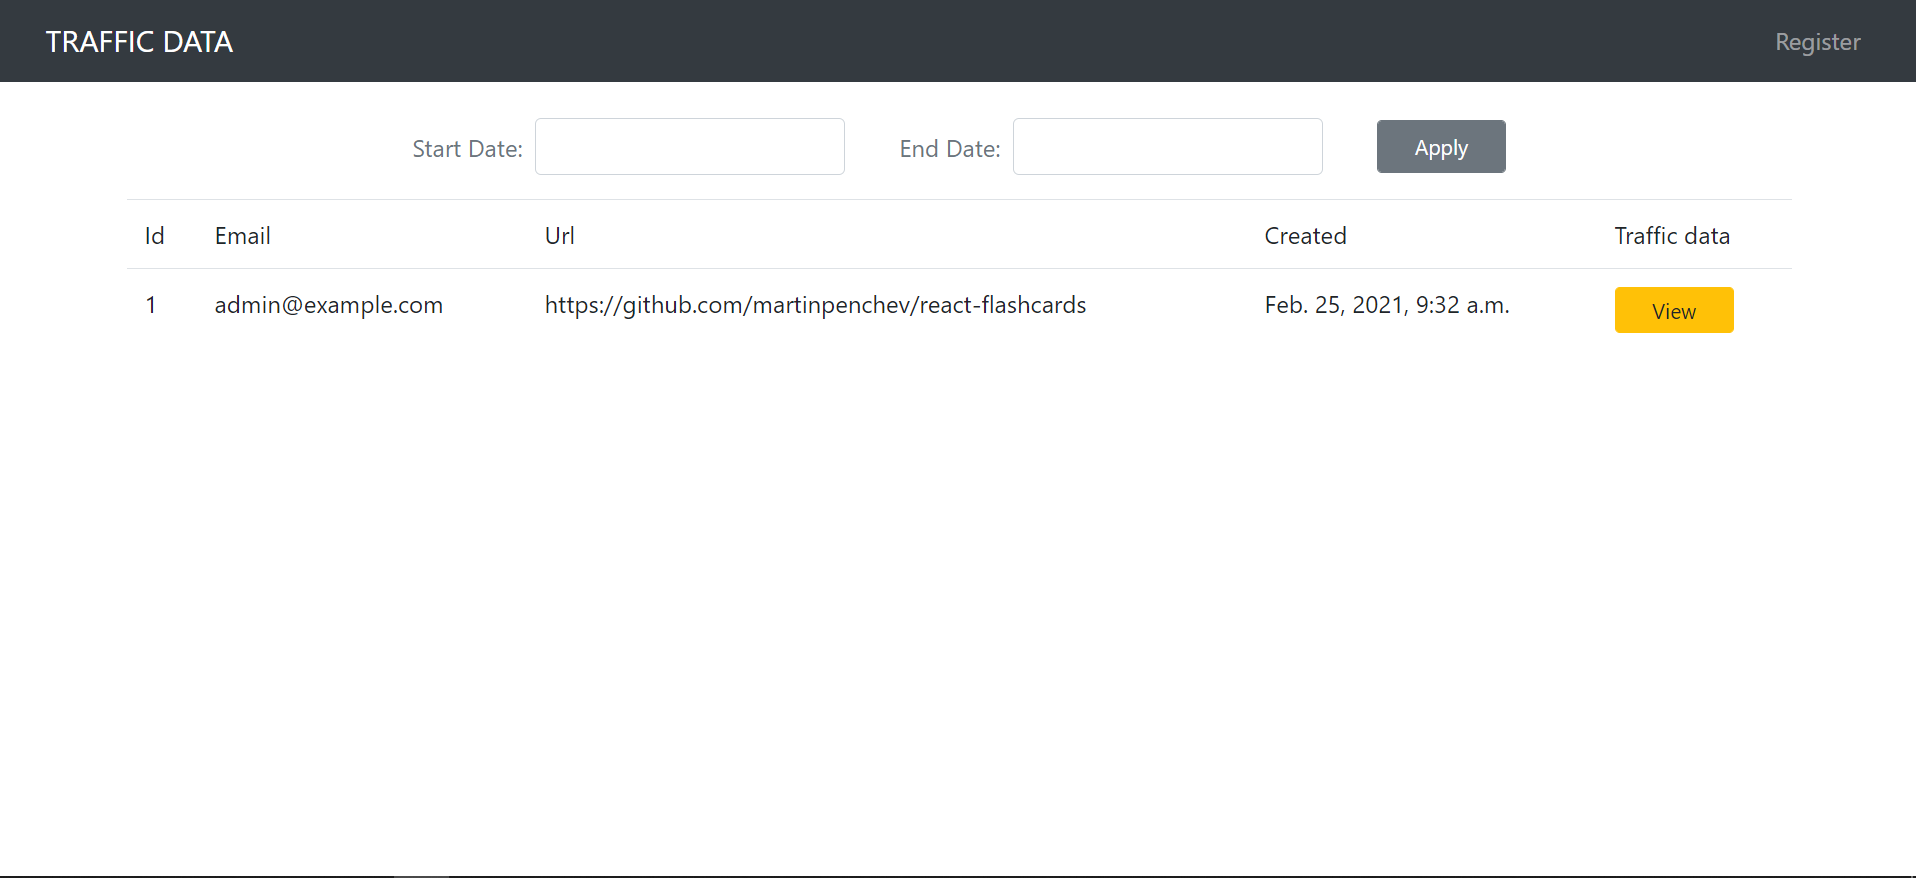 TRAFFIC DATA Register
Start Date: End Date: Apply
Id Email Url Created Traffic data
1 admin@example.com https://github.com/martinpenchev/react-flashcards Feb. 25, 2021, 9:32 a.m. View